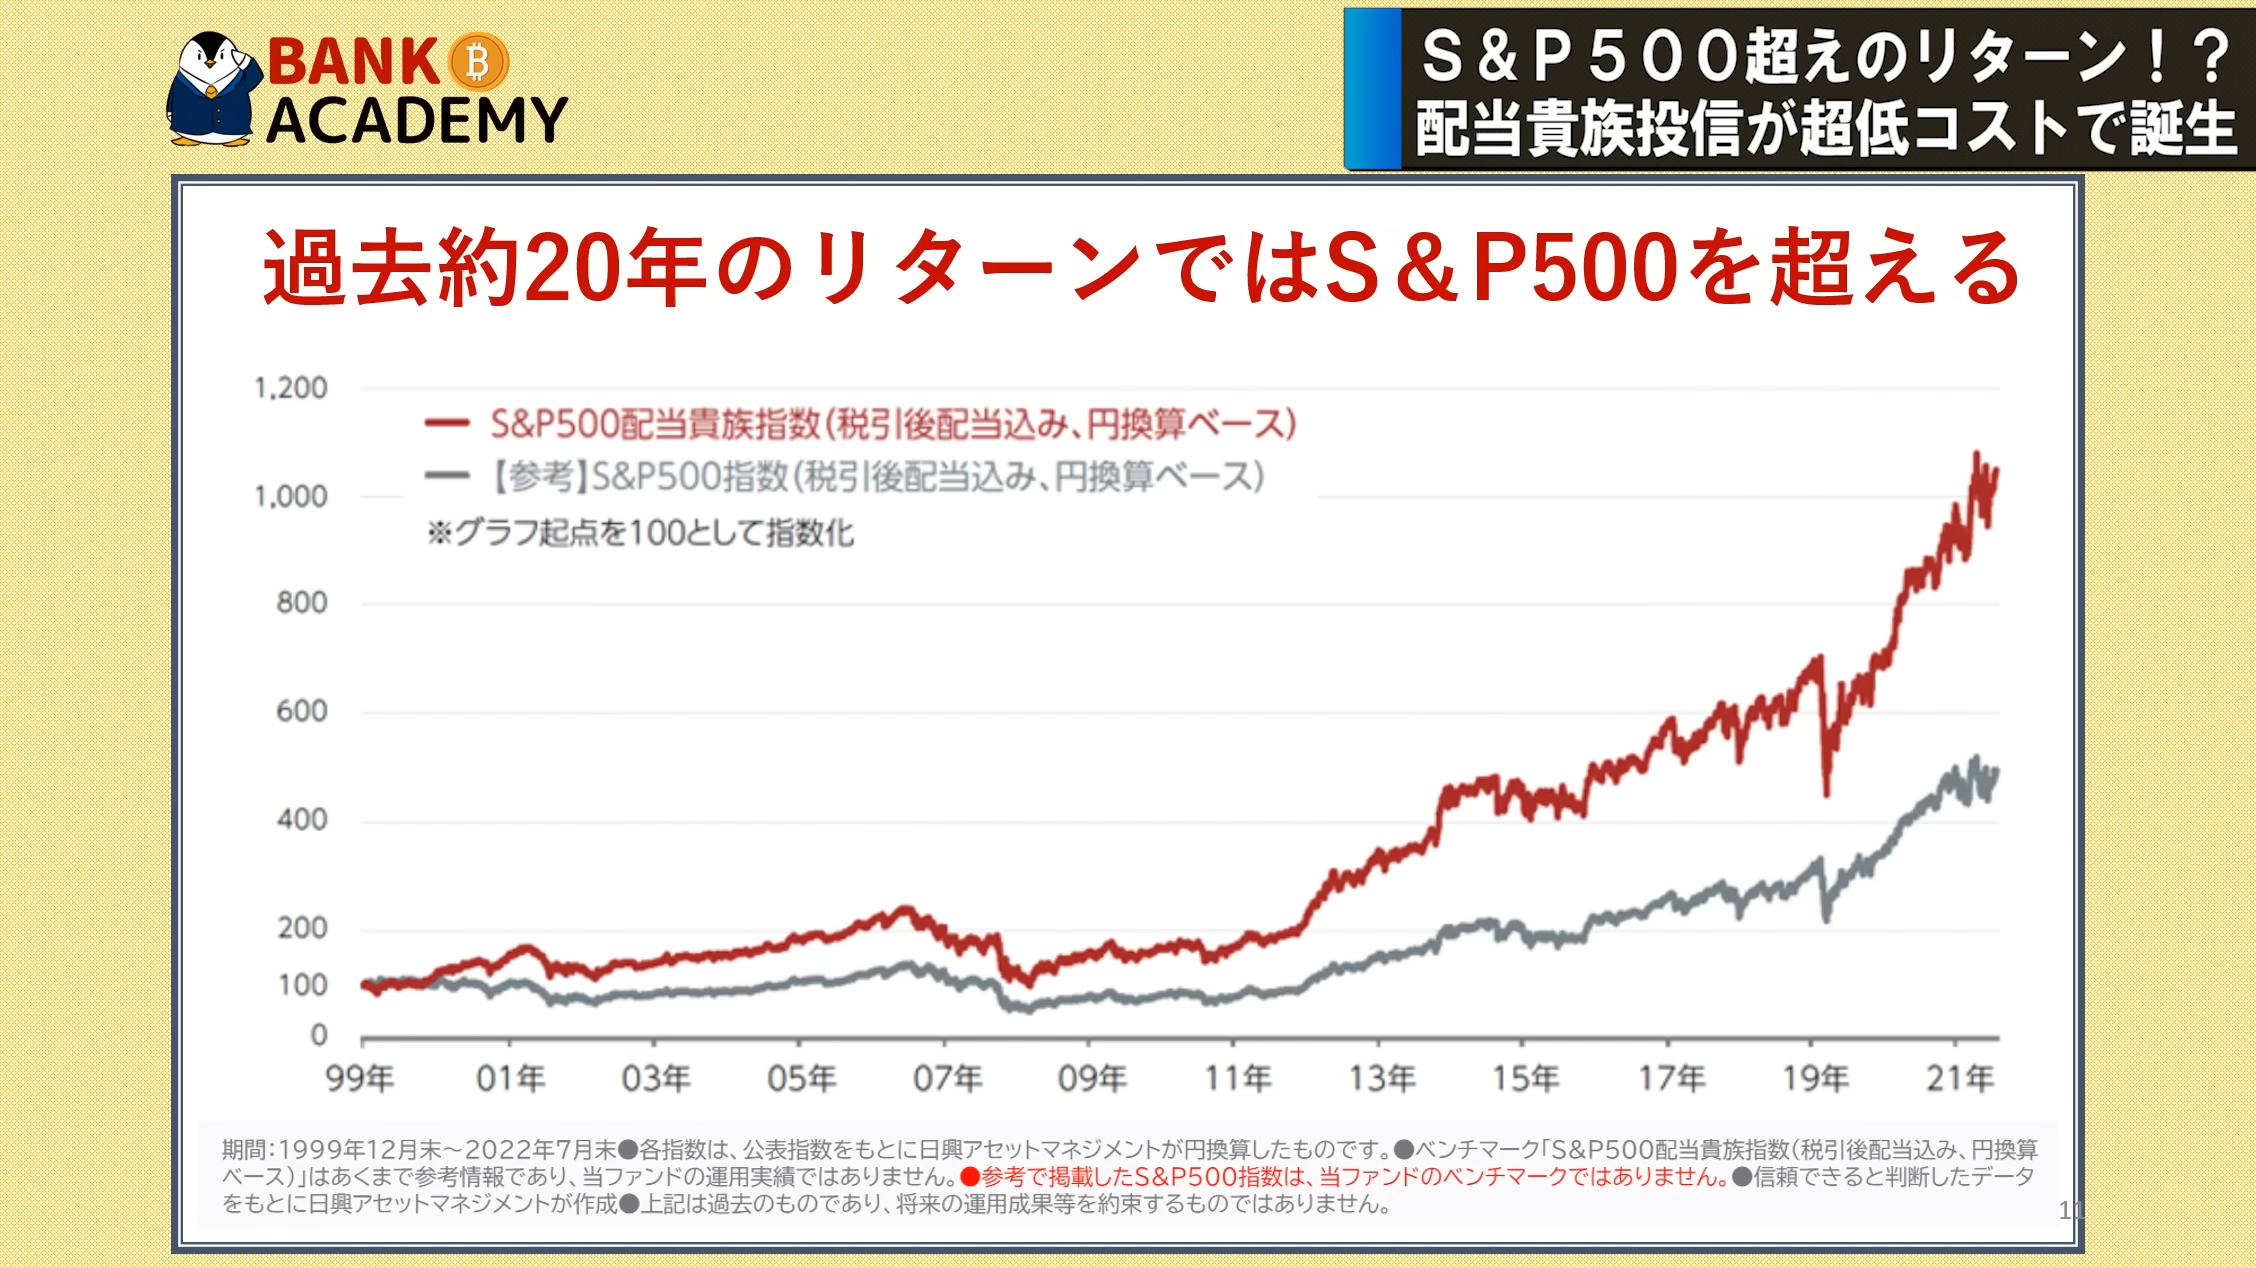 BANK ₿
ACADEMY
S＆P５００超えのリターン！？
配当貴族投信が超低コストで誕生
過去約20年のリターンではS＆P500を超える
1,200
1,000
800
600
400
200
100
0
S&P500配当貴族指数(税引後配当込み、円換算ベース)
【参考】S&P500指数(税引後配当込み、円換算ベース)
※グラフ起点を100として指数化
99年 01年 03年 05年 07年 09年 11年 13年 15年 17年 19年 21年
期間：1999年12月末～2022年7月末●各指数は、公表指数をもとに日興アセットマネジメントが円換算したものです。●ベンチマーク「S&P500配当貴族指数(税引後配当込み、円換算
ベース)」はあくまで参考情報であり、当ファンドの運用実績ではありません。●参考で掲載したS&P500指数は、当ファンドのベンチマークではありません。●信頼できると判断したデータ
をもとに日興アセットマネジメントが作成●上記は過去のものであり、将来の運用成果等を約束するものではありません。
11